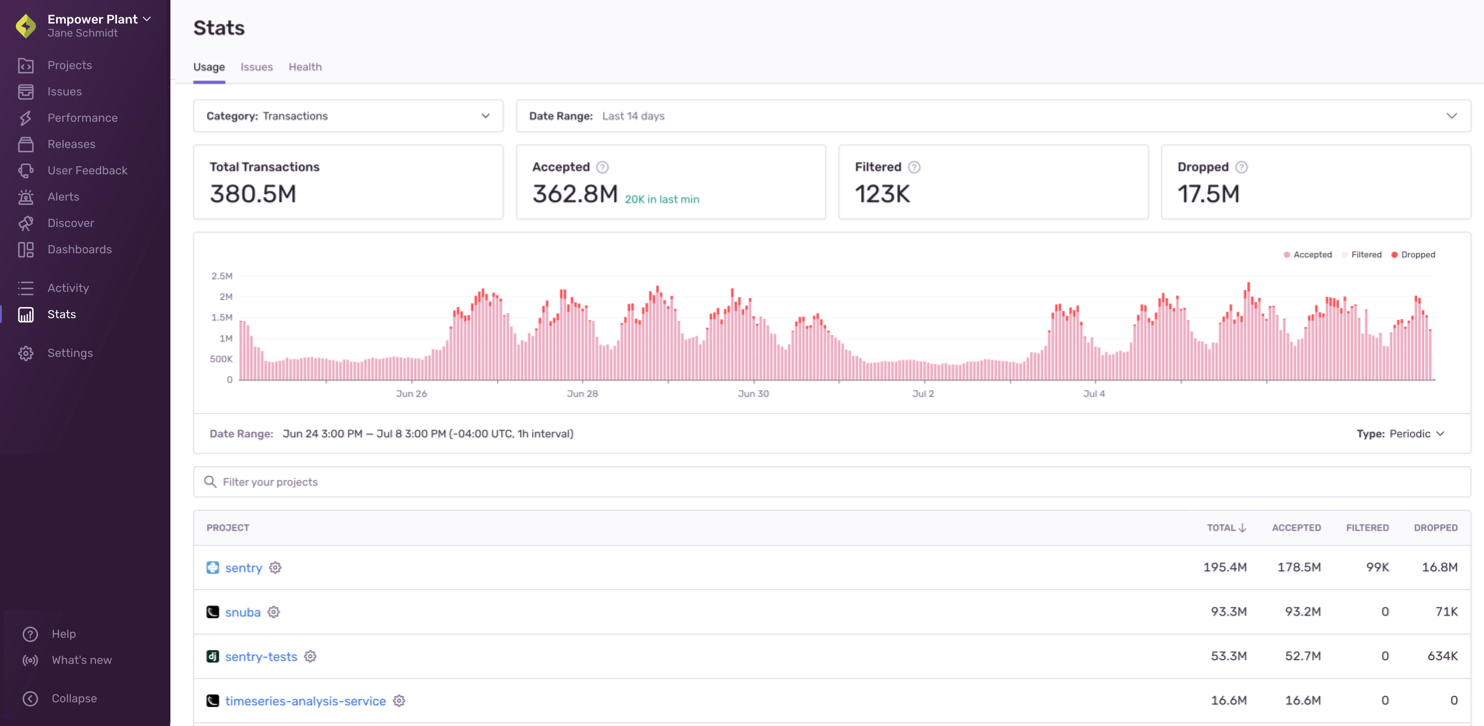 Empower Plant
Jane Schmidt
Projects
Issues
Performance
Releases
User Feedback
Alerts
Discover
Dashboards
Activity
Stats
Settings
Help
What's new
Collapse
Stats
Usage Issues Health
Category: Transactions
Date Range: Last 14 days
Total Transactions
380.5M
Accepted ?
362.8M 20K in last min
Filtered ?
123K
Dropped ?
17.5M
Accepted Filtered Dropped
2.5M
2M
1.5M
1M
500K
0
Jun 26 Jun 28 Jun 30 Jul 2 Jul 4
Date Range: Jun 24 3:00 PM — Jul 8 3:00 PM (-04:00 UTC, 1h interval)
Type: Periodic
Filter your projects
PROJECT TOTAL ACCEPTED FILTERED DROPPED
sentry 195.4M 178.5M 99K 16.8M
snuba 93.3M 93.2M 0 71K
dj sentry-tests 53.3M 52.7M 0 634K
timeseries-analysis-service 16.6M 16.6M 0 0